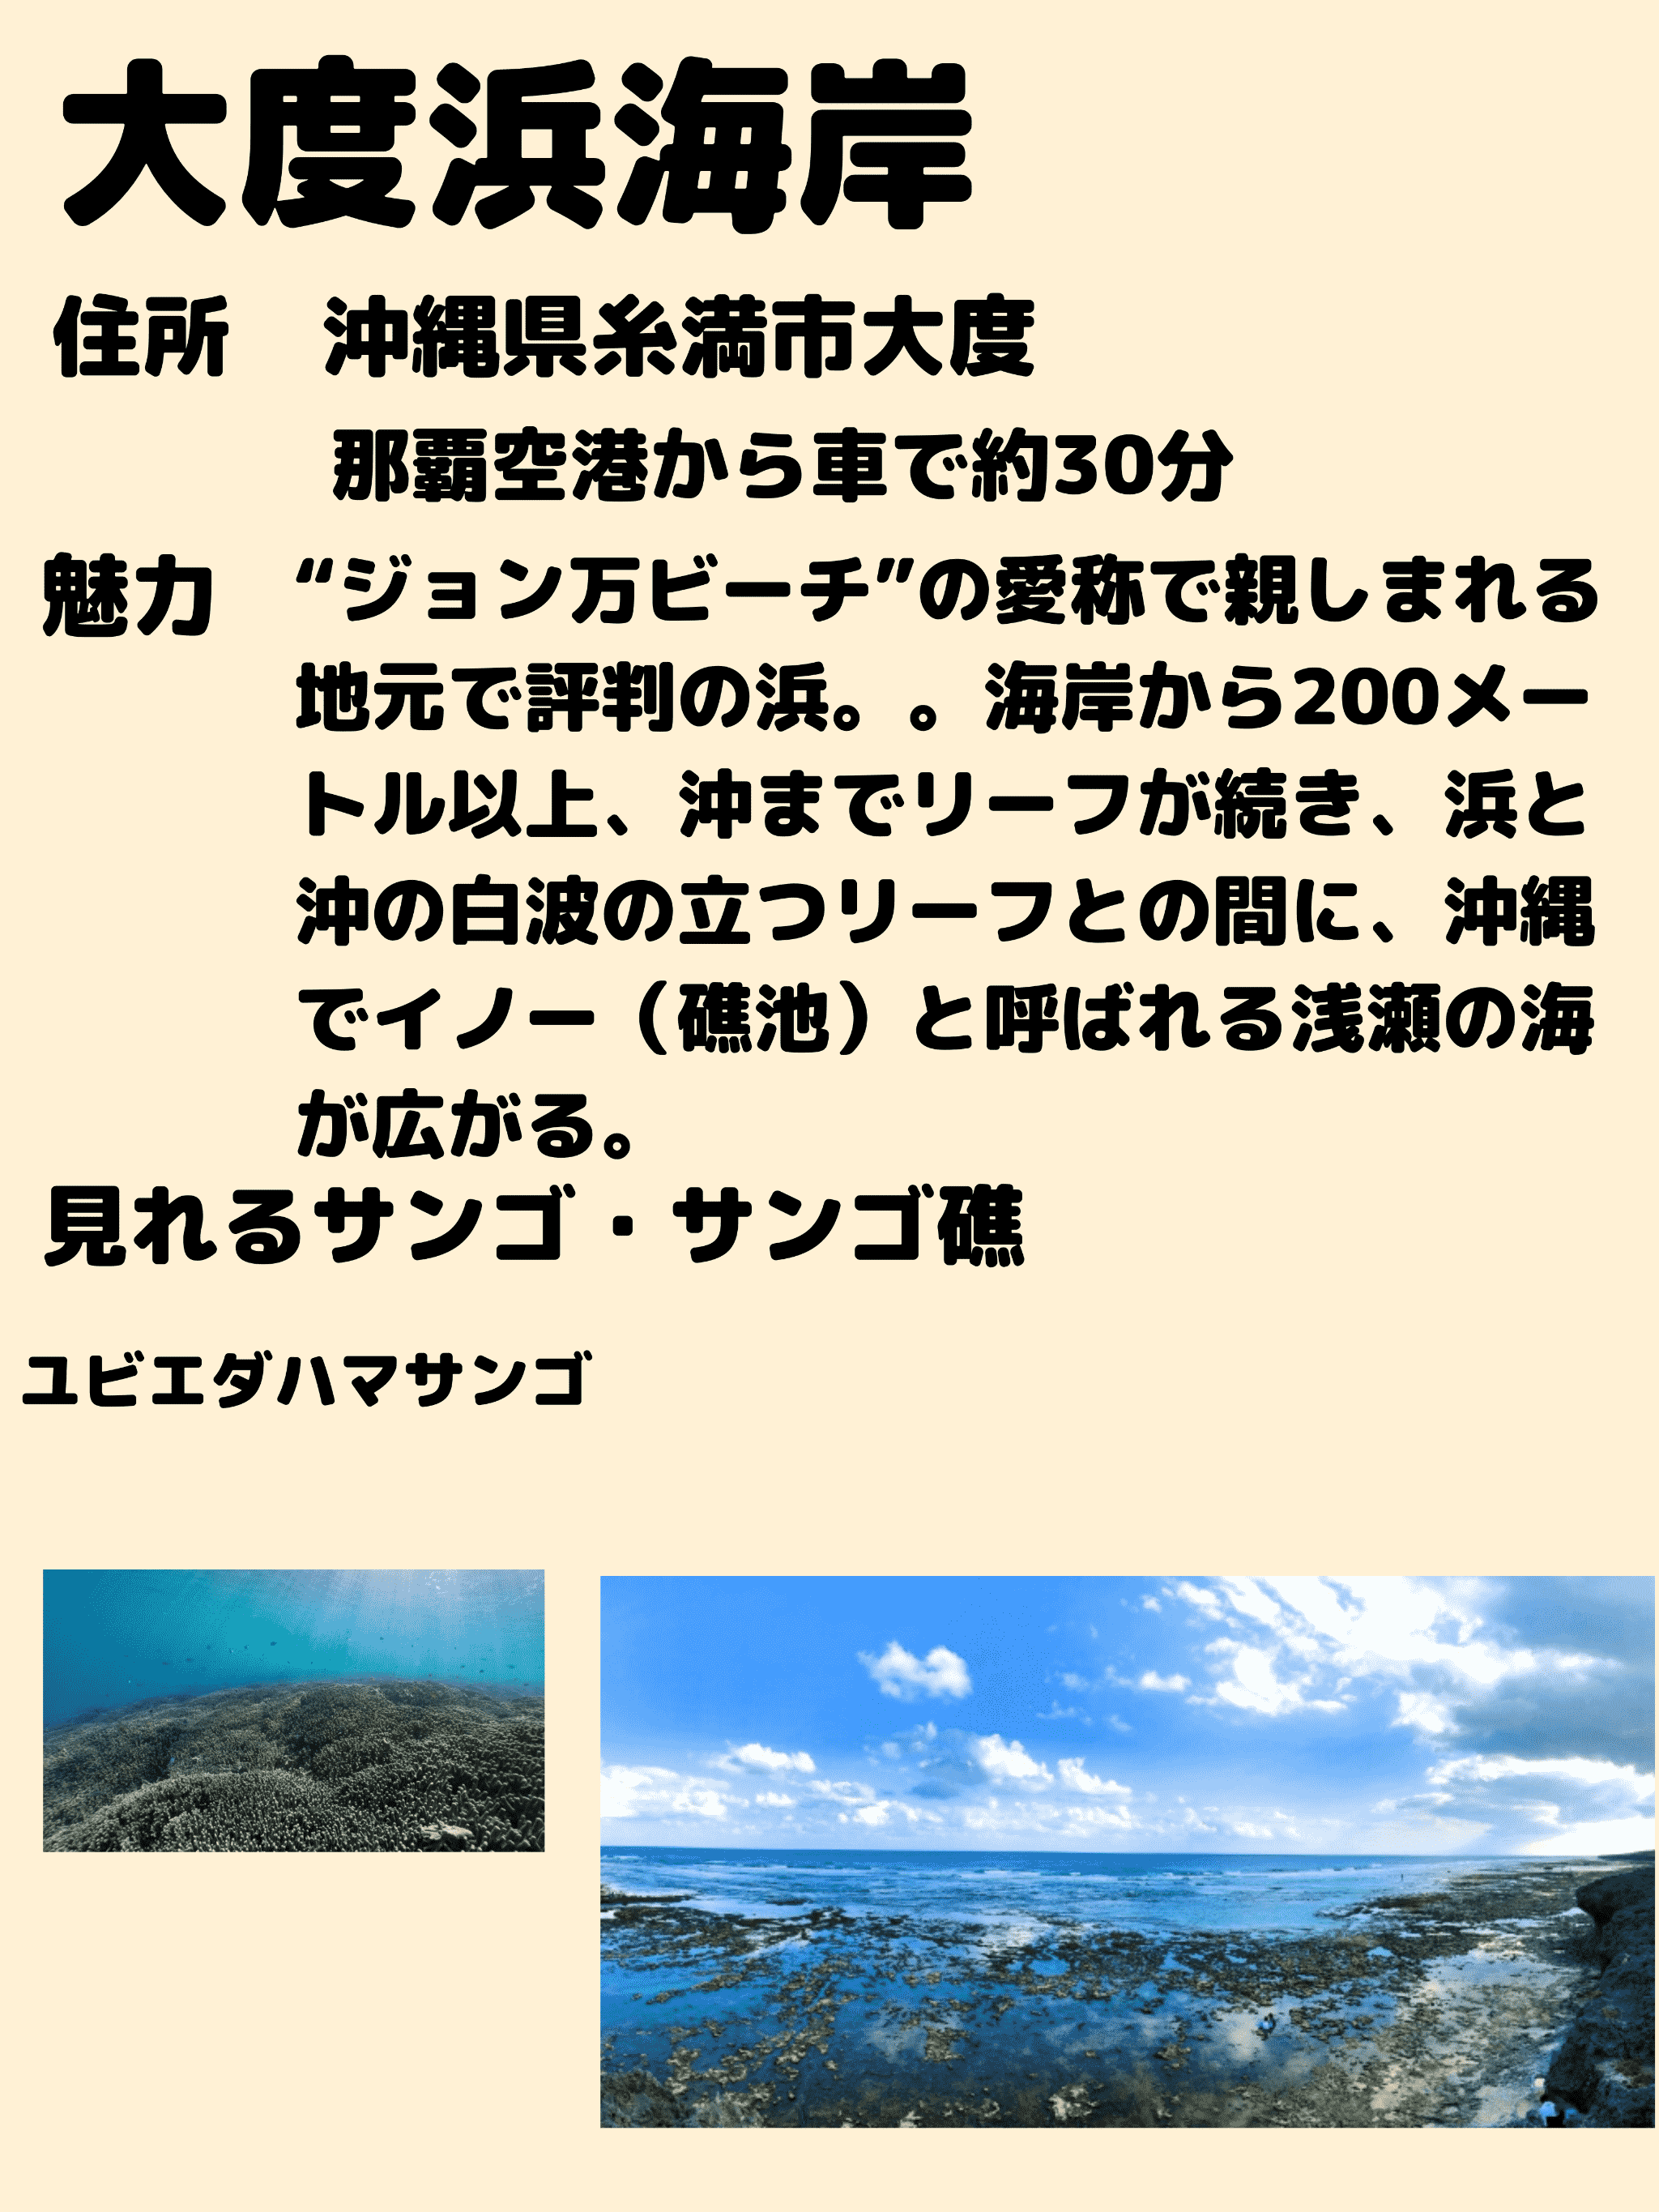 大度浜海岸
住所　沖縄県糸満市大度
那覇空港から車で約30分
魅力　“ジョン万ビーチ”の愛称で親しまれる
地元で評判の浜。。海岸から200メー
トル以上、沖までリーフが続き、浜と
沖の白波の立つリーフとの間に、沖縄
でイノー（礁池）と呼ばれる浅瀬の海
が広がる。
見れるサンゴ・サンゴ礁
ユビエダハマサンゴ